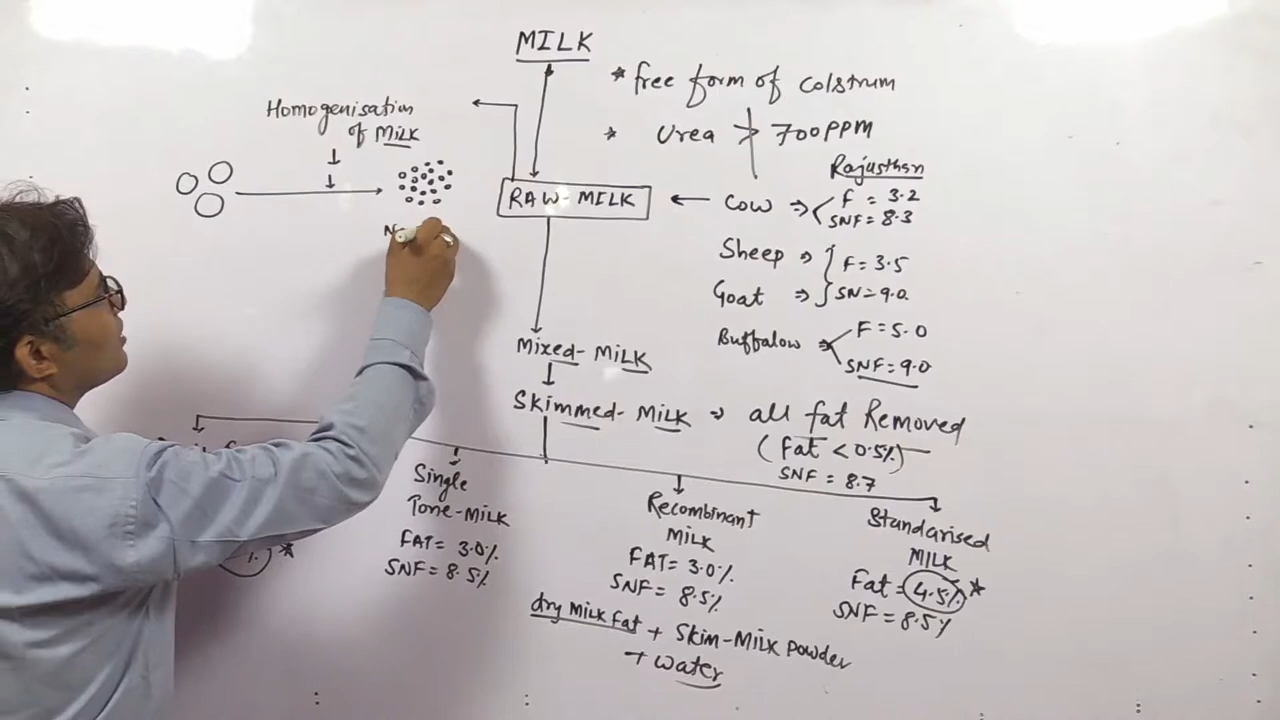 MILK
* free form of Colstrum
* Urea ≯ 700PPM
Homogenisation
of MILK
RAW-MILK
Rajasthan
← Cow ⇒ F = 3.2
SNF = 8.3
Sheep ⇒ F = 3.5
Goat ⇒ SN = 9.0
Buffalow F = 5.0
SNF = 9.0
Mixed-MiLK
Skimmed-MiLK ⇒ all fat Removed
(Fat < 0.5%)
SNF = 8.7
Single
Tone-MiLK
FAT = 3.0%
SNF = 8.5%
Recombinant
MiLK
FAT = 3.0%
SNF = 8.5%
dry Milk Fat + Skim-Milk powder
+ water
Standarised
MILK
Fat = 4.5% *
SNF = 8.5%